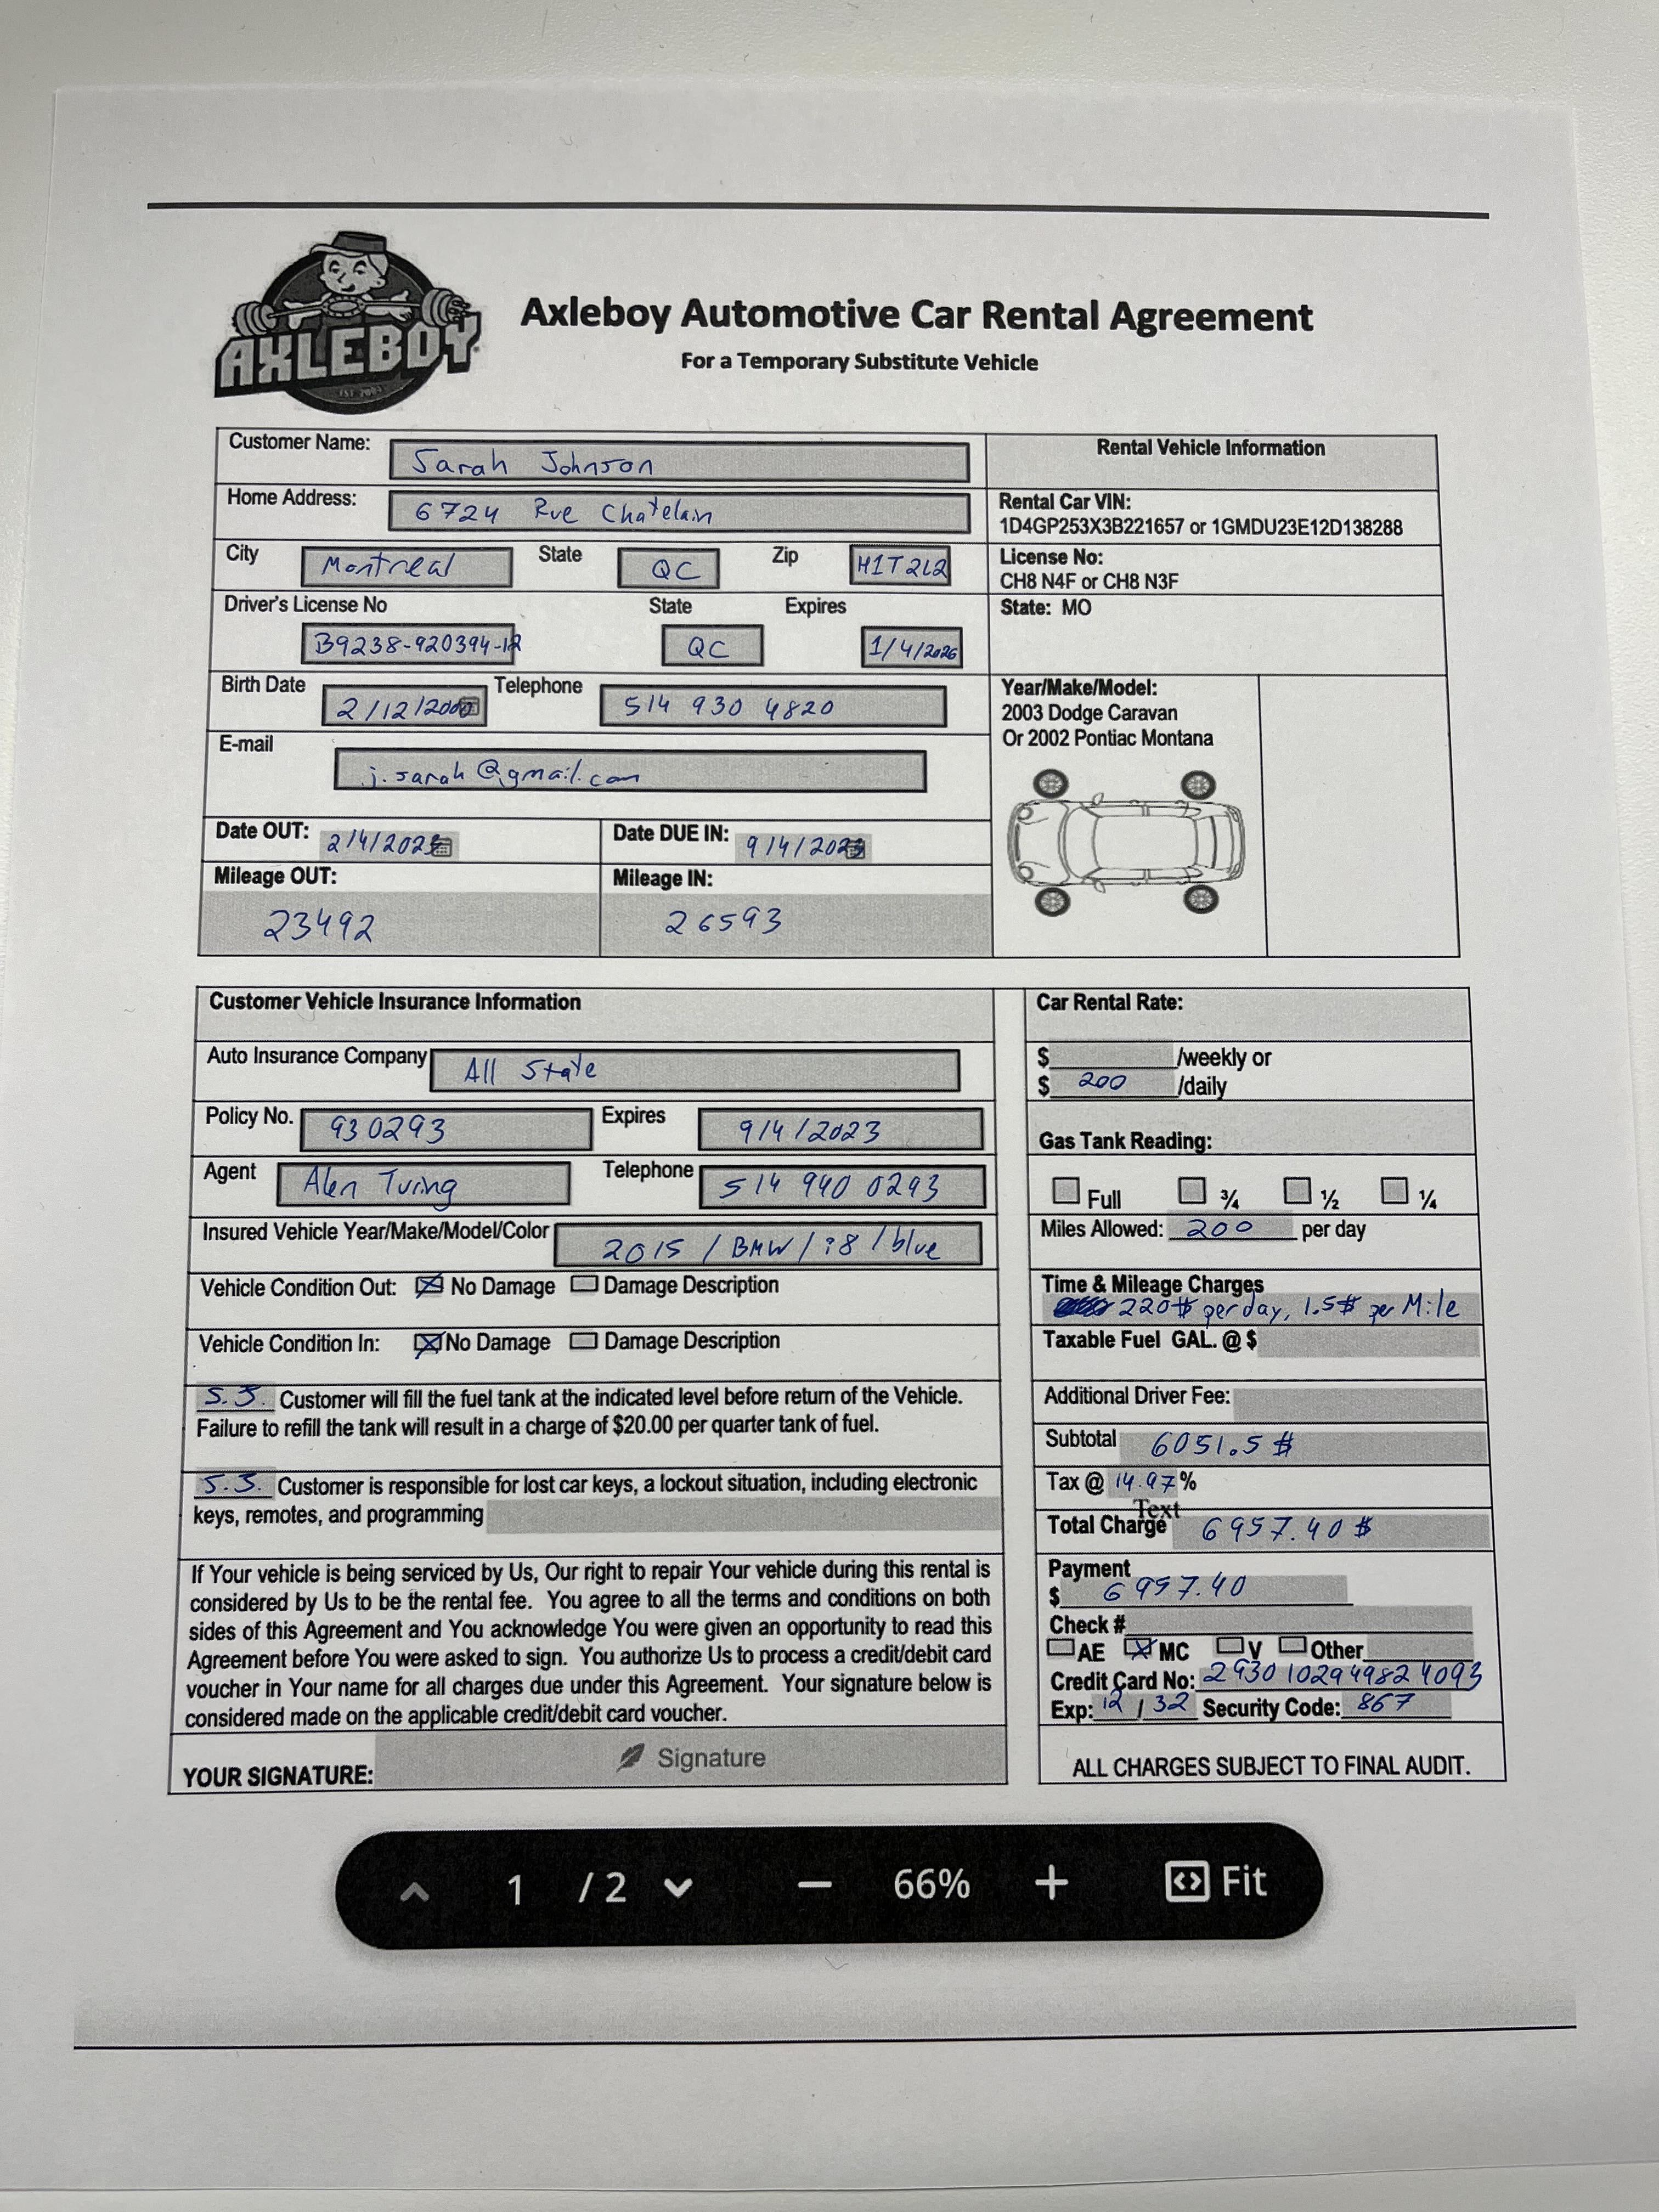 AXLEBOY
Axleboy Automotive Car Rental Agreement
For a Temporary Substitute Vehicle
Customer Name: Sarah Johnson
Rental Vehicle Information
Home Address: 6724 Rue Chatelain
Rental Car VIN:
1D4GP253X3B221657 or 1GMDU23E12D138288
City Montreal State QC Zip H1T2L2
License No:
CH8 N4F or CH8 N3F
Driver's License No State Expires
B9238-920394-12 QC 1/4/2026
State: MO
Birth Date 2/12/2000 Telephone 514 930 4820
Year/Make/Model:
2003 Dodge Caravan
Or 2002 Pontiac Montana
E-mail j.sarah@gmail.com
Date OUT: 2/4/2023 Date DUE IN: 9/4/2023
Mileage OUT: Mileage IN:
23492 26593
Customer Vehicle Insurance Information
Auto Insurance Company All State
Policy No. 930293 Expires 9/4/2023
Agent Alen Turing Telephone 514 940 0293
Insured Vehicle Year/Make/Model/Color 2015 / BMW / i8 / blue
Vehicle Condition Out: No Damage Damage Description
Vehicle Condition In: No Damage Damage Description
S.J. Customer will fill the fuel tank at the indicated level before return of the Vehicle.
Failure to refill the tank will result in a charge of $20.00 per quarter tank of fuel.
S.J. Customer is responsible for lost car keys, a lockout situation, including electronic
keys, remotes, and programming
If Your vehicle is being serviced by Us, Our right to repair Your vehicle during this rental is
considered by Us to be the rental fee. You agree to all the terms and conditions on both
sides of this Agreement and You acknowledge You were given an opportunity to read this
Agreement before You were asked to sign. You authorize Us to process a credit/debit card
voucher in Your name for all charges due under this Agreement. Your signature below is
considered made on the applicable credit/debit card voucher.
YOUR SIGNATURE: Signature
Car Rental Rate:
$ /weekly or
$ 200 /daily
Gas Tank Reading:
Full ¾ ½ ¼
Miles Allowed: 200 per day
Time & Mileage Charges
220$ per day, 1.5$ per Mile
Taxable Fuel GAL. @ $
Additional Driver Fee:
Subtotal 6051.5 $
Tax @ 14.97 %
Text
Total Charge 6957.40 $
Payment
$ 6957.40
Check #
AE MC V Other
Credit Card No: 2930 1029 4982 4093
Exp: 12 / 32 Security Code: 867
ALL CHARGES SUBJECT TO FINAL AUDIT.
1 / 2 66% Fit